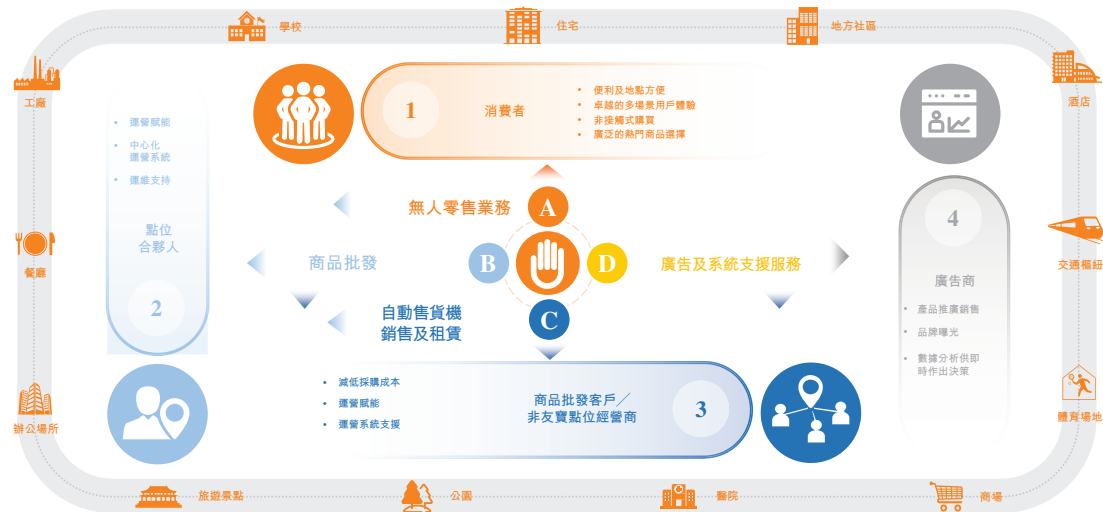 學校
住宅
地方社區
工廠
酒店
1
消費者
• 便利及地點方便
• 卓越的多場景用戶體驗
• 非接觸式購買
• 廣泛的熱門商品選擇
• 運營賦能
• 中心化
運營系統
• 運維支持
點位
合夥人
2
無人零售業務
A
商品批發
B
D
廣告及系統支援服務
自動售貨機
銷售及租賃
C
4
廣告商
• 產品推廣銷售
• 品牌曝光
• 數據分析供即
時作出決策
餐廳
交通樞紐
• 減低採購成本
• 運營賦能
• 運營系統支援
商品批發客戶╱
非友寶點位經營商
3
辦公場所
體育場地
旅遊景點
公園
醫院
商場